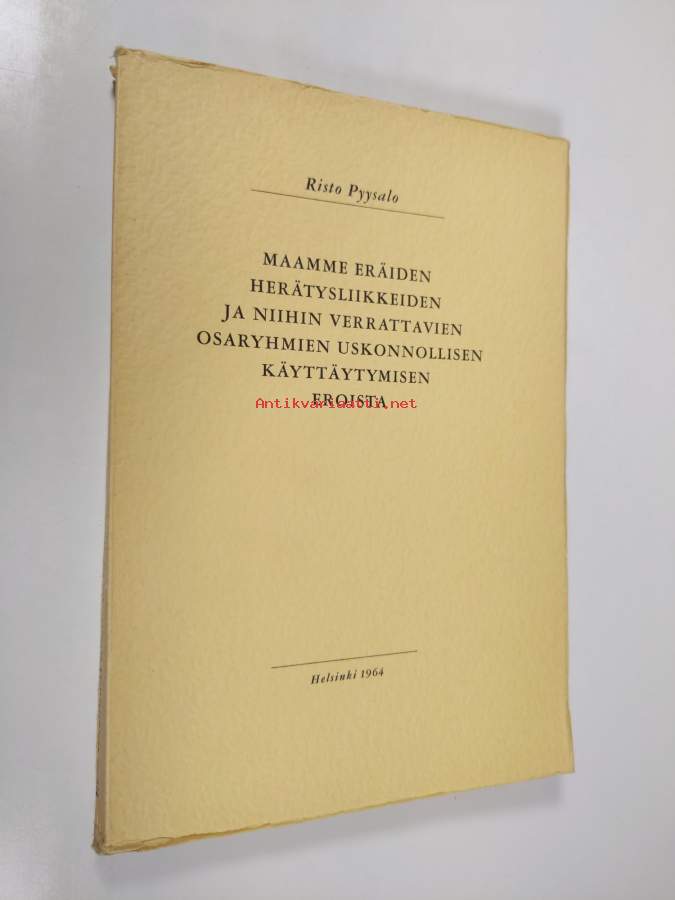 Risto Pyysalo
MAAMME ERÄIDEN
HERÄTYSLIIKKEIDEN
JA NIIHIN VERRATTAVIEN
OSARYHMIEN USKONNOLLISEN
KÄYTTÄYTYMISEN
EROISTA
Antikvariaatti.net
Helsinki 1964